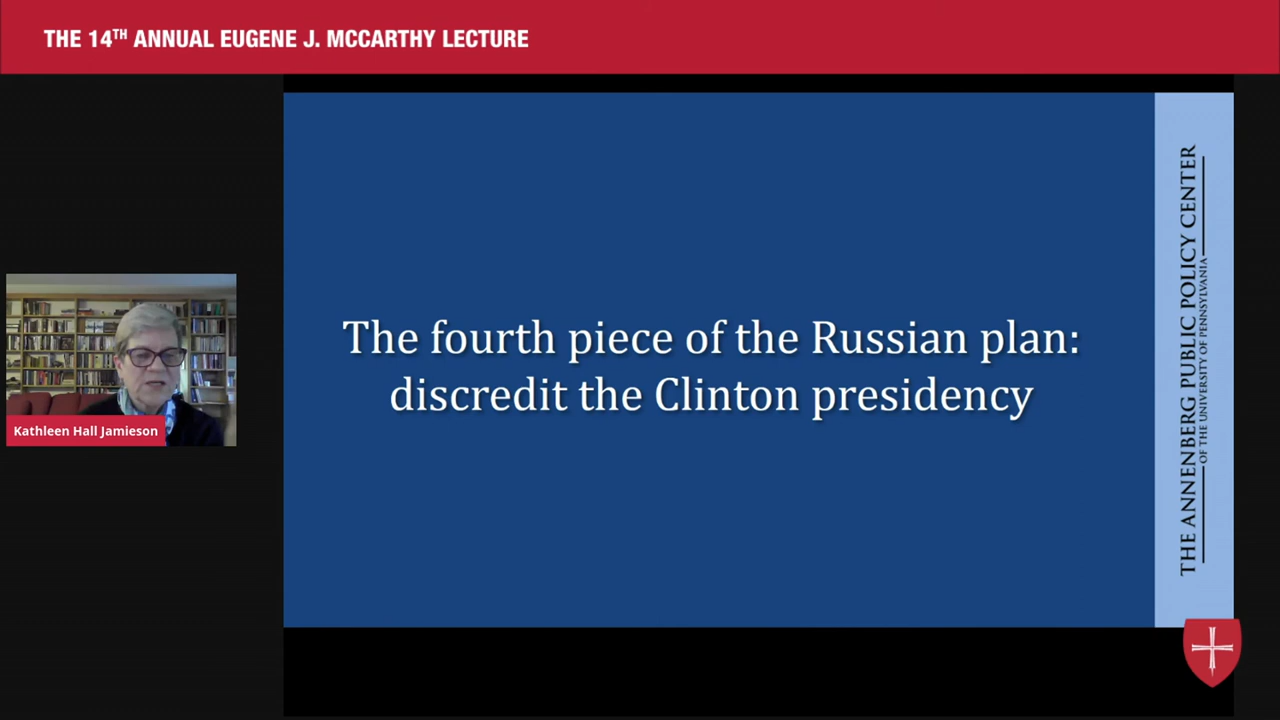 THE 14TH ANNUAL EUGENE J. MCCARTHY LECTURE
Kathleen Hall Jamieson
The fourth piece of the Russian plan:
discredit the Clinton presidency
THE ANNENBERG PUBLIC POLICY CENTER
OF THE UNIVERSITY OF PENNSYLVANIA